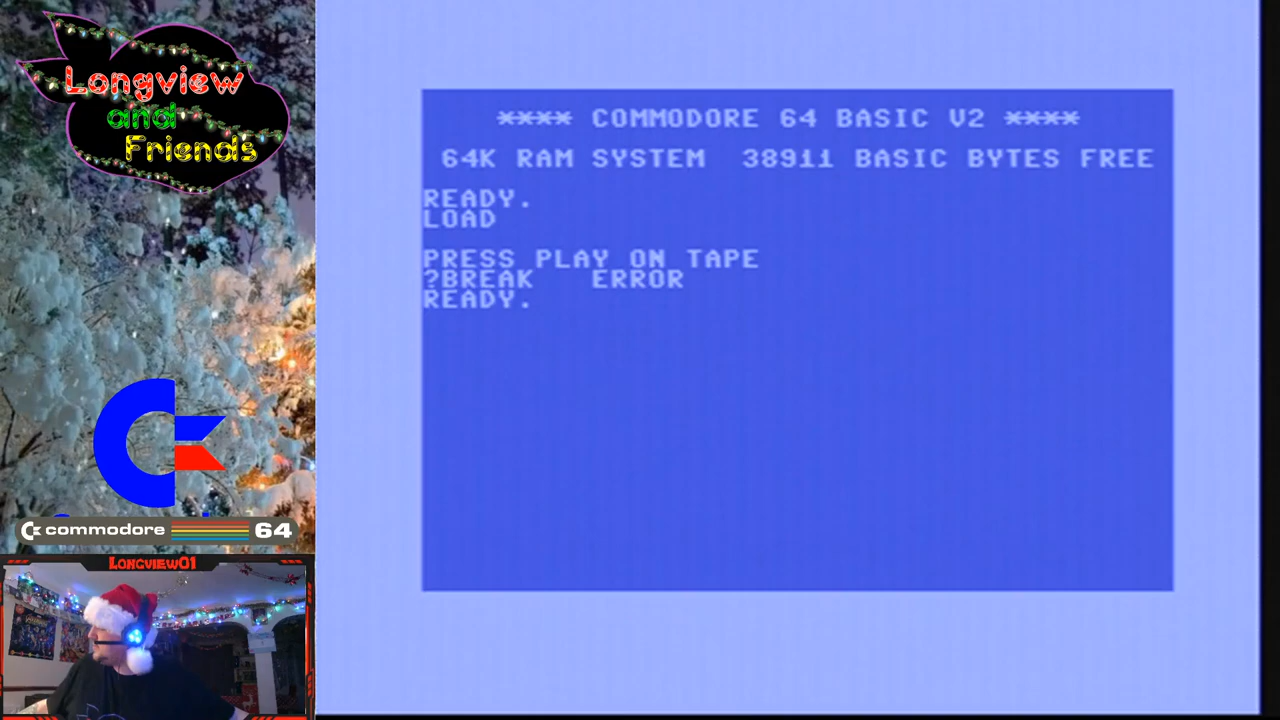 Longview
and
Friends
**** COMMODORE 64 BASIC V2 ****
64K RAM SYSTEM  38911 BASIC BYTES FREE
READY.
LOAD
PRESS PLAY ON TAPE
?BREAK   ERROR
READY.
commodore 64
LONGVIEW01